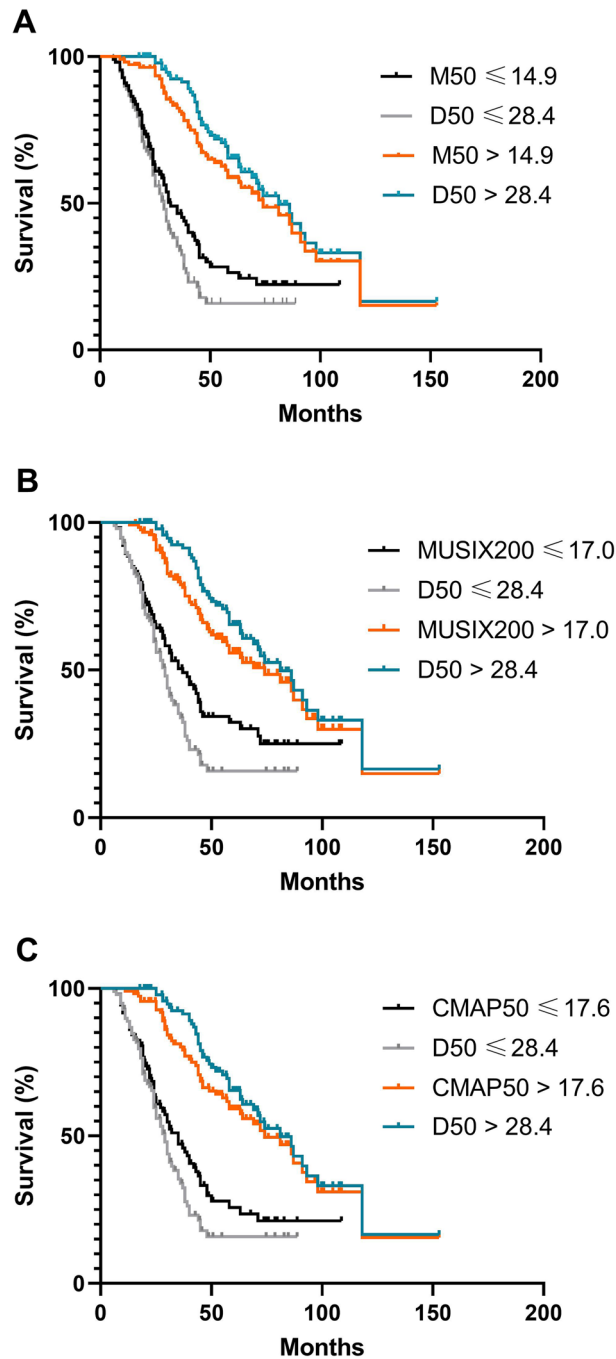 A
100
50
0
Survival (%)
M50 ⩽ 14.9
D50 ⩽ 28.4
M50 > 14.9
D50 > 28.4
0 50 100 150 200
Months
B
100
50
0
Survival (%)
MUSIX200 ⩽ 17.0
D50 ⩽ 28.4
MUSIX200 > 17.0
D50 > 28.4
0 50 100 150 200
Months
C
100
50
0
Survival (%)
CMAP50 ⩽ 17.6
D50 ⩽ 28.4
CMAP50 > 17.6
D50 > 28.4
0 50 100 150 200
Months